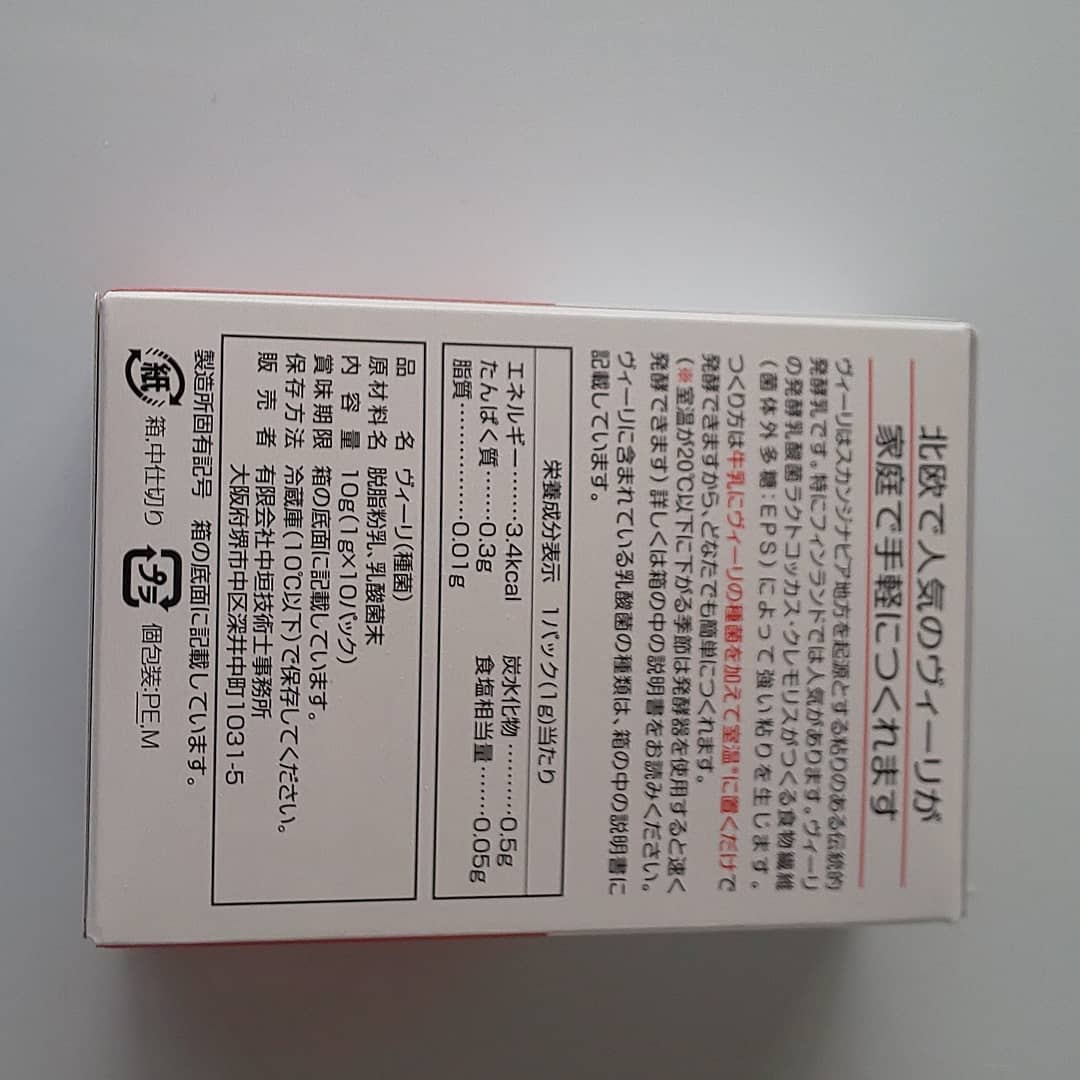 北欧で人気のヴィーリが
家庭で手軽につくれます
ヴィーリはスカンジナビア地方を起源とする粘りのある伝統的
発酵乳です。特にフィンランドでは人気があります。ヴィーリ
の発酵乳酸菌ラクトコッカス・クレモリスがつくる食物繊維
(菌体外多糖:EPS)によって強い粘りを生じます。
つくり方は牛乳にヴィーリの種菌を加えて室温※に置くだけで
発酵できますから、どなたでも簡単につくれます。
(※室温が20℃以下に下がる季節は発酵器を使用すると速く
発酵できます)詳しくは箱の中の説明書をお読みください。
ヴィーリに含まれている乳酸菌の種類は、箱の中の説明書に
記載しています。
栄養成分表示 1パック(1g)当たり
エネルギー……3.4kcal 炭水化物………0.5g
たんぱく質……0.3g 食塩相当量……0.05g
脂質…………0.01g
品名 ヴィーリ(種菌)
原材料名 脱脂粉乳、乳酸菌末
内容量 10g(1g×10パック)
賞味期限 箱の底面に記載しています。
保存方法 冷蔵庫(10℃以下)で保存してください。
販売者 有限会社中垣技術士事務所
大阪府堺市中区深井中町1031-5
製造所固有記号 箱の底面に記載しています。
紙 箱,中仕切り プラ 個包装:PE,M